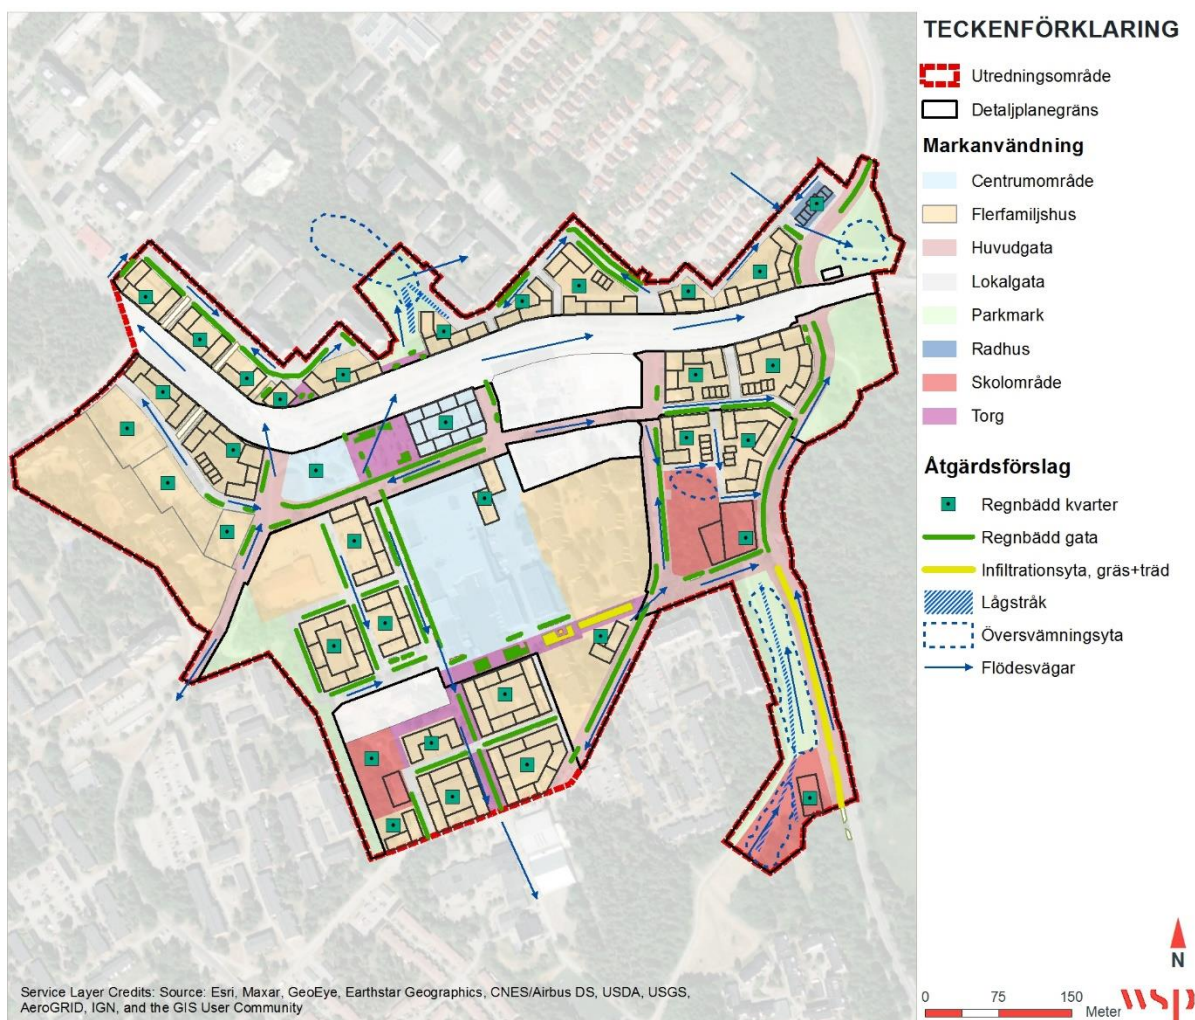 TECKENFÖRKLARING
Utredningsområde
Detaljplanegräns
Markanvändning
Centrumområde
Flerfamiljshus
Huvudgata
Lokalgata
Parkmark
Radhus
Skolområde
Torg
Åtgärdsförslag
Regnbädd kvarter
Regnbädd gata
Infiltrationsyta, gräs+träd
Lågstråk
Översvämningsyta
Flödesvägar
N
0 75 150
Meter
wsp
Service Layer Credits: Source: Esri, Maxar, GeoEye, Earthstar Geographics, CNES/Airbus DS, USDA, USGS,
AeroGRID, IGN, and the GIS User Community